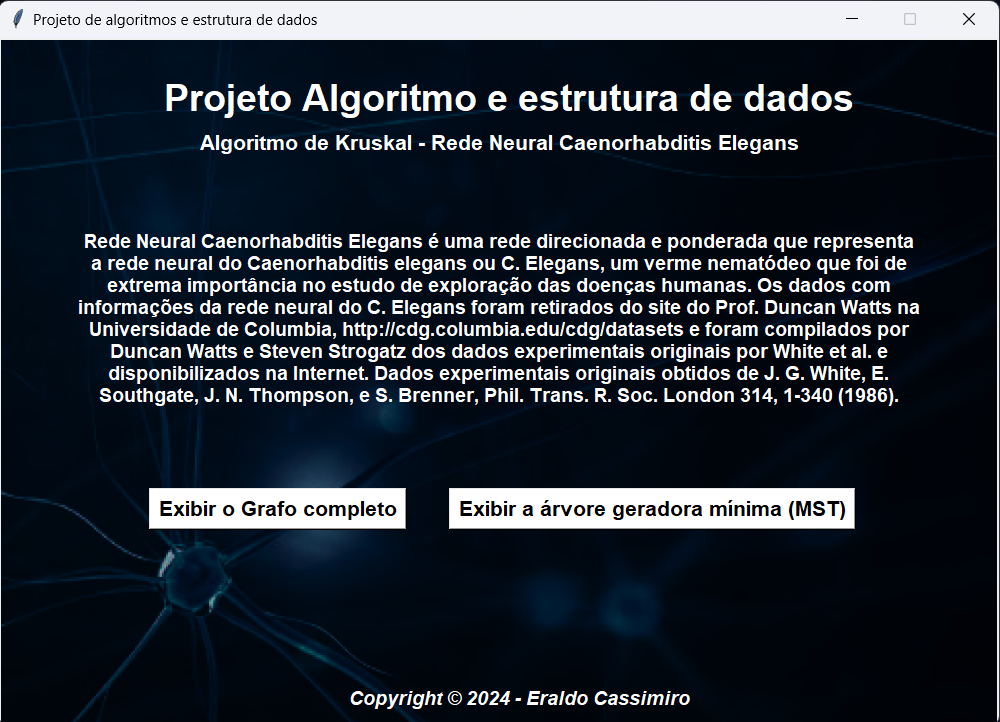 Projeto de algoritmos e estrutura de dados
Projeto Algoritmo e estrutura de dados
Algoritmo de Kruskal - Rede Neural Caenorhabditis Elegans
Rede Neural Caenorhabditis Elegans é uma rede direcionada e ponderada que representa
a rede neural do Caenorhabditis elegans ou C. Elegans, um verme nematódeo que foi de
extrema importância no estudo de exploração das doenças humanas. Os dados com
informações da rede neural do C. Elegans foram retirados do site do Prof. Duncan Watts na
Universidade de Columbia, http://cdg.columbia.edu/cdg/datasets e foram compilados por
Duncan Watts e Steven Strogatz dos dados experimentais originais por White et al. e
disponibilizados na Internet. Dados experimentais originais obtidos de J. G. White, E.
Southgate, J. N. Thompson, e S. Brenner, Phil. Trans. R. Soc. London 314, 1-340 (1986).
Exibir o Grafo completo
Exibir a árvore geradora mínima (MST)
Copyright © 2024 - Eraldo Cassimiro